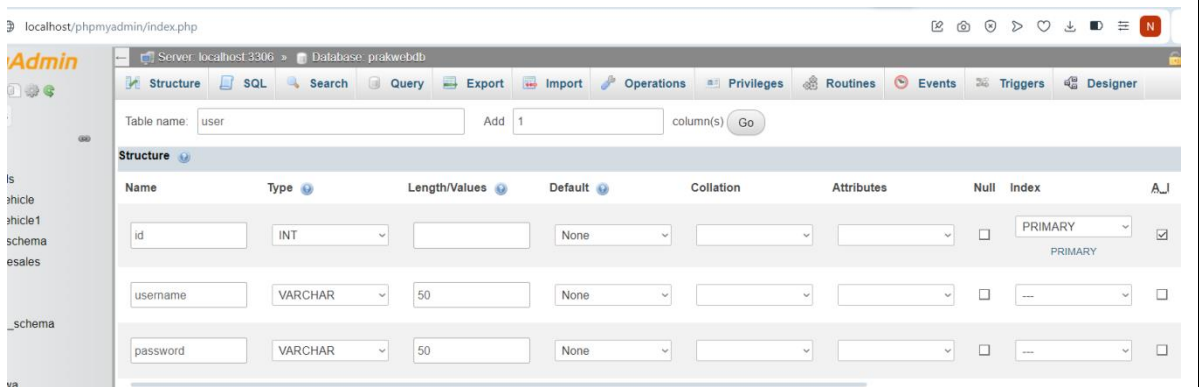 localhost/phpmyadmin/index.php
N
Admin
Server: localhost:3306 » Database: prakwebdb
Structure SQL Search Query Export Import Operations Privileges Routines Events Triggers Designer
Table name: user Add 1 column(s) Go
Structure
Name Type Length/Values Default Collation Attributes Null Index A_I
id INT None PRIMARY
PRIMARY
username VARCHAR 50 None ---
password VARCHAR 50 None ---
ls
ehicle
ehicle1
schema
esales
_schema
va